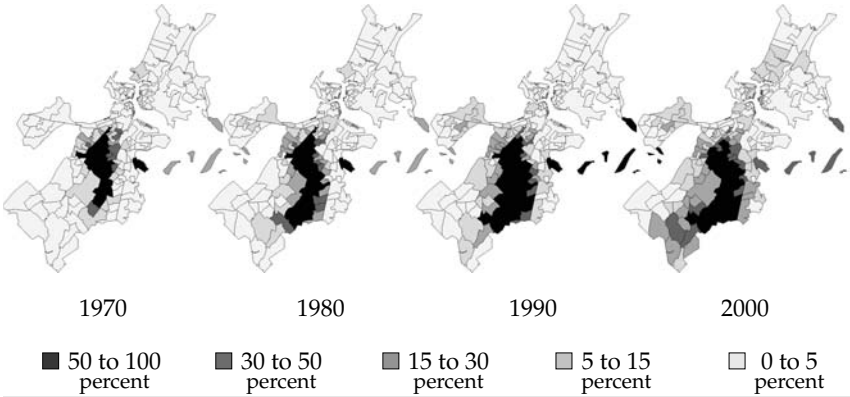 1970 1980 1990 2000
50 to 100 percent
30 to 50 percent
15 to 30 percent
5 to 15 percent
0 to 5 percent